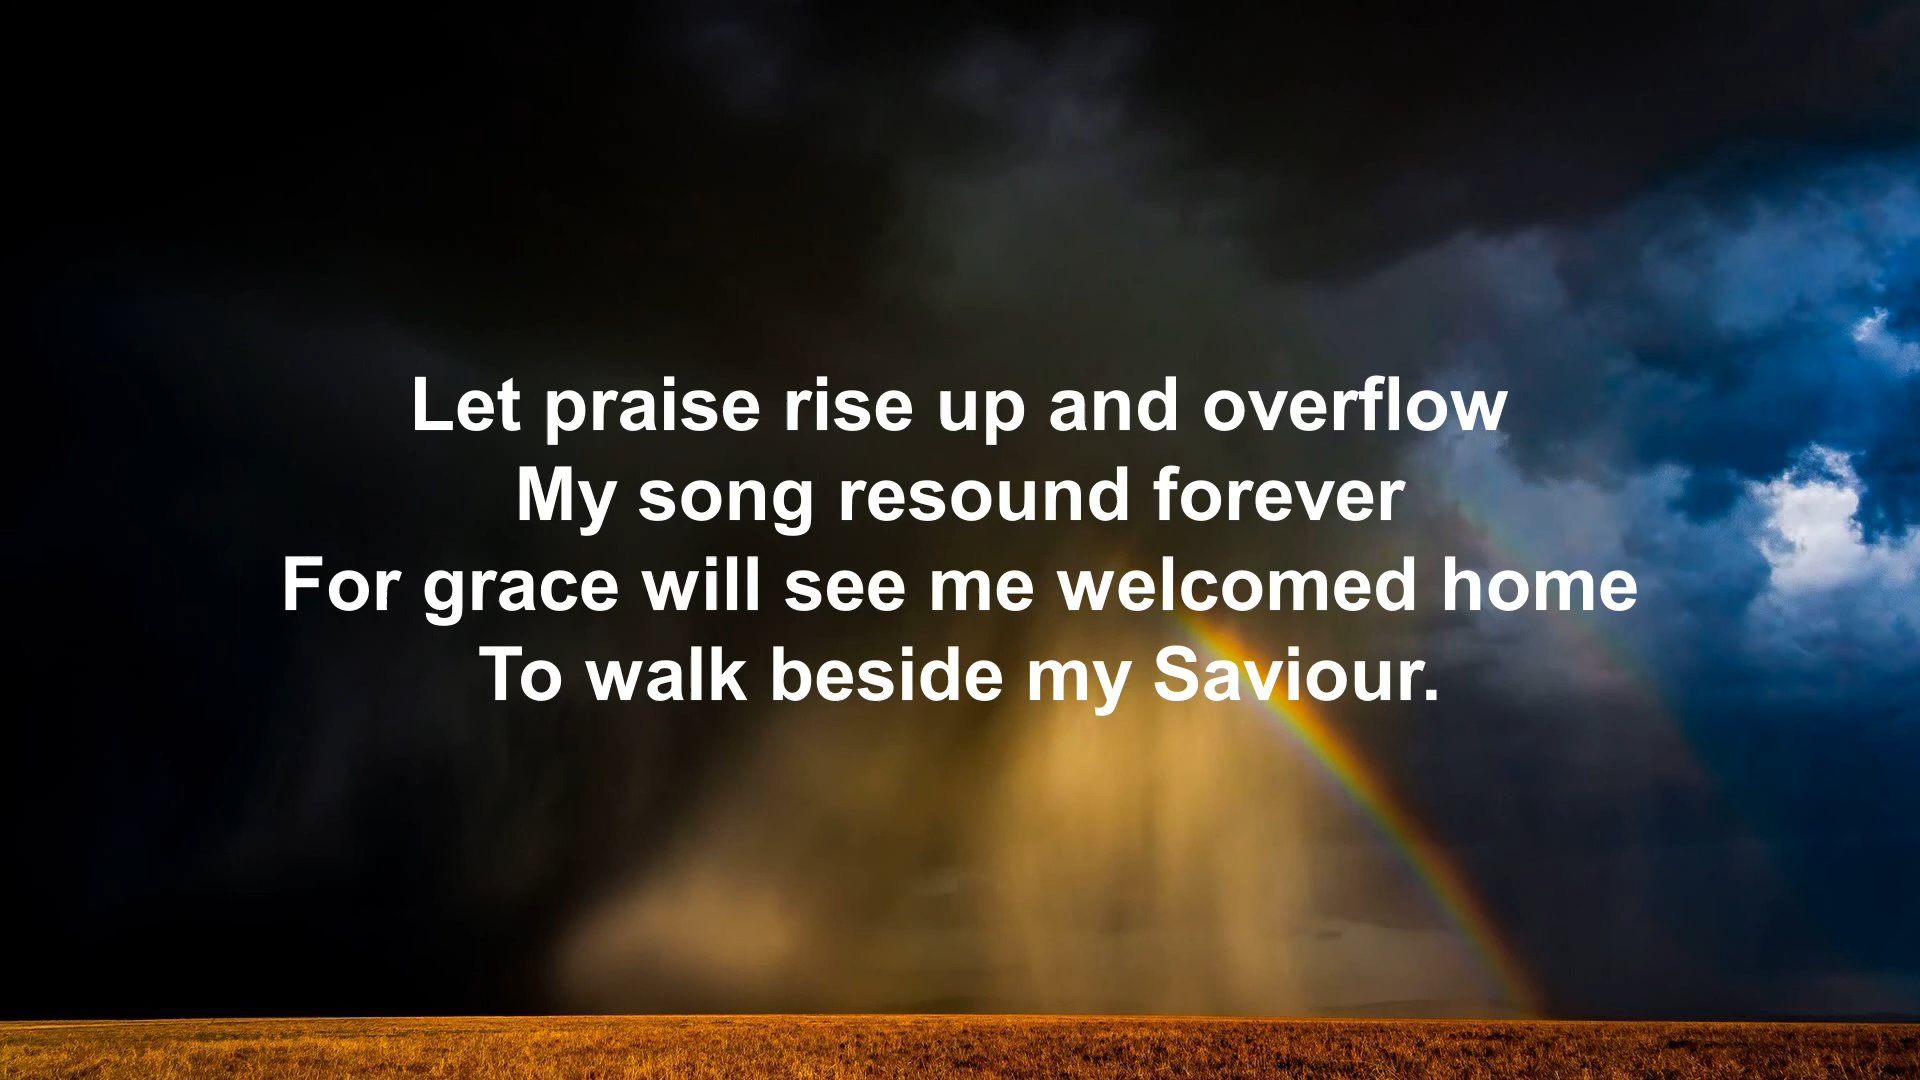 Let praise rise up and overflow
My song resound forever
For grace will see me welcomed home
To walk beside my Saviour.